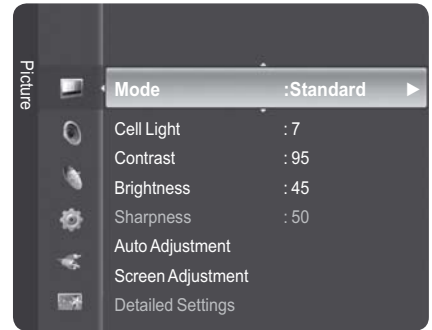 Picture
Mode :Standard
Cell Light : 7
Contrast : 95
Brightness : 45
Sharpness : 50
Auto Adjustment
Screen Adjustment
Detailed Settings